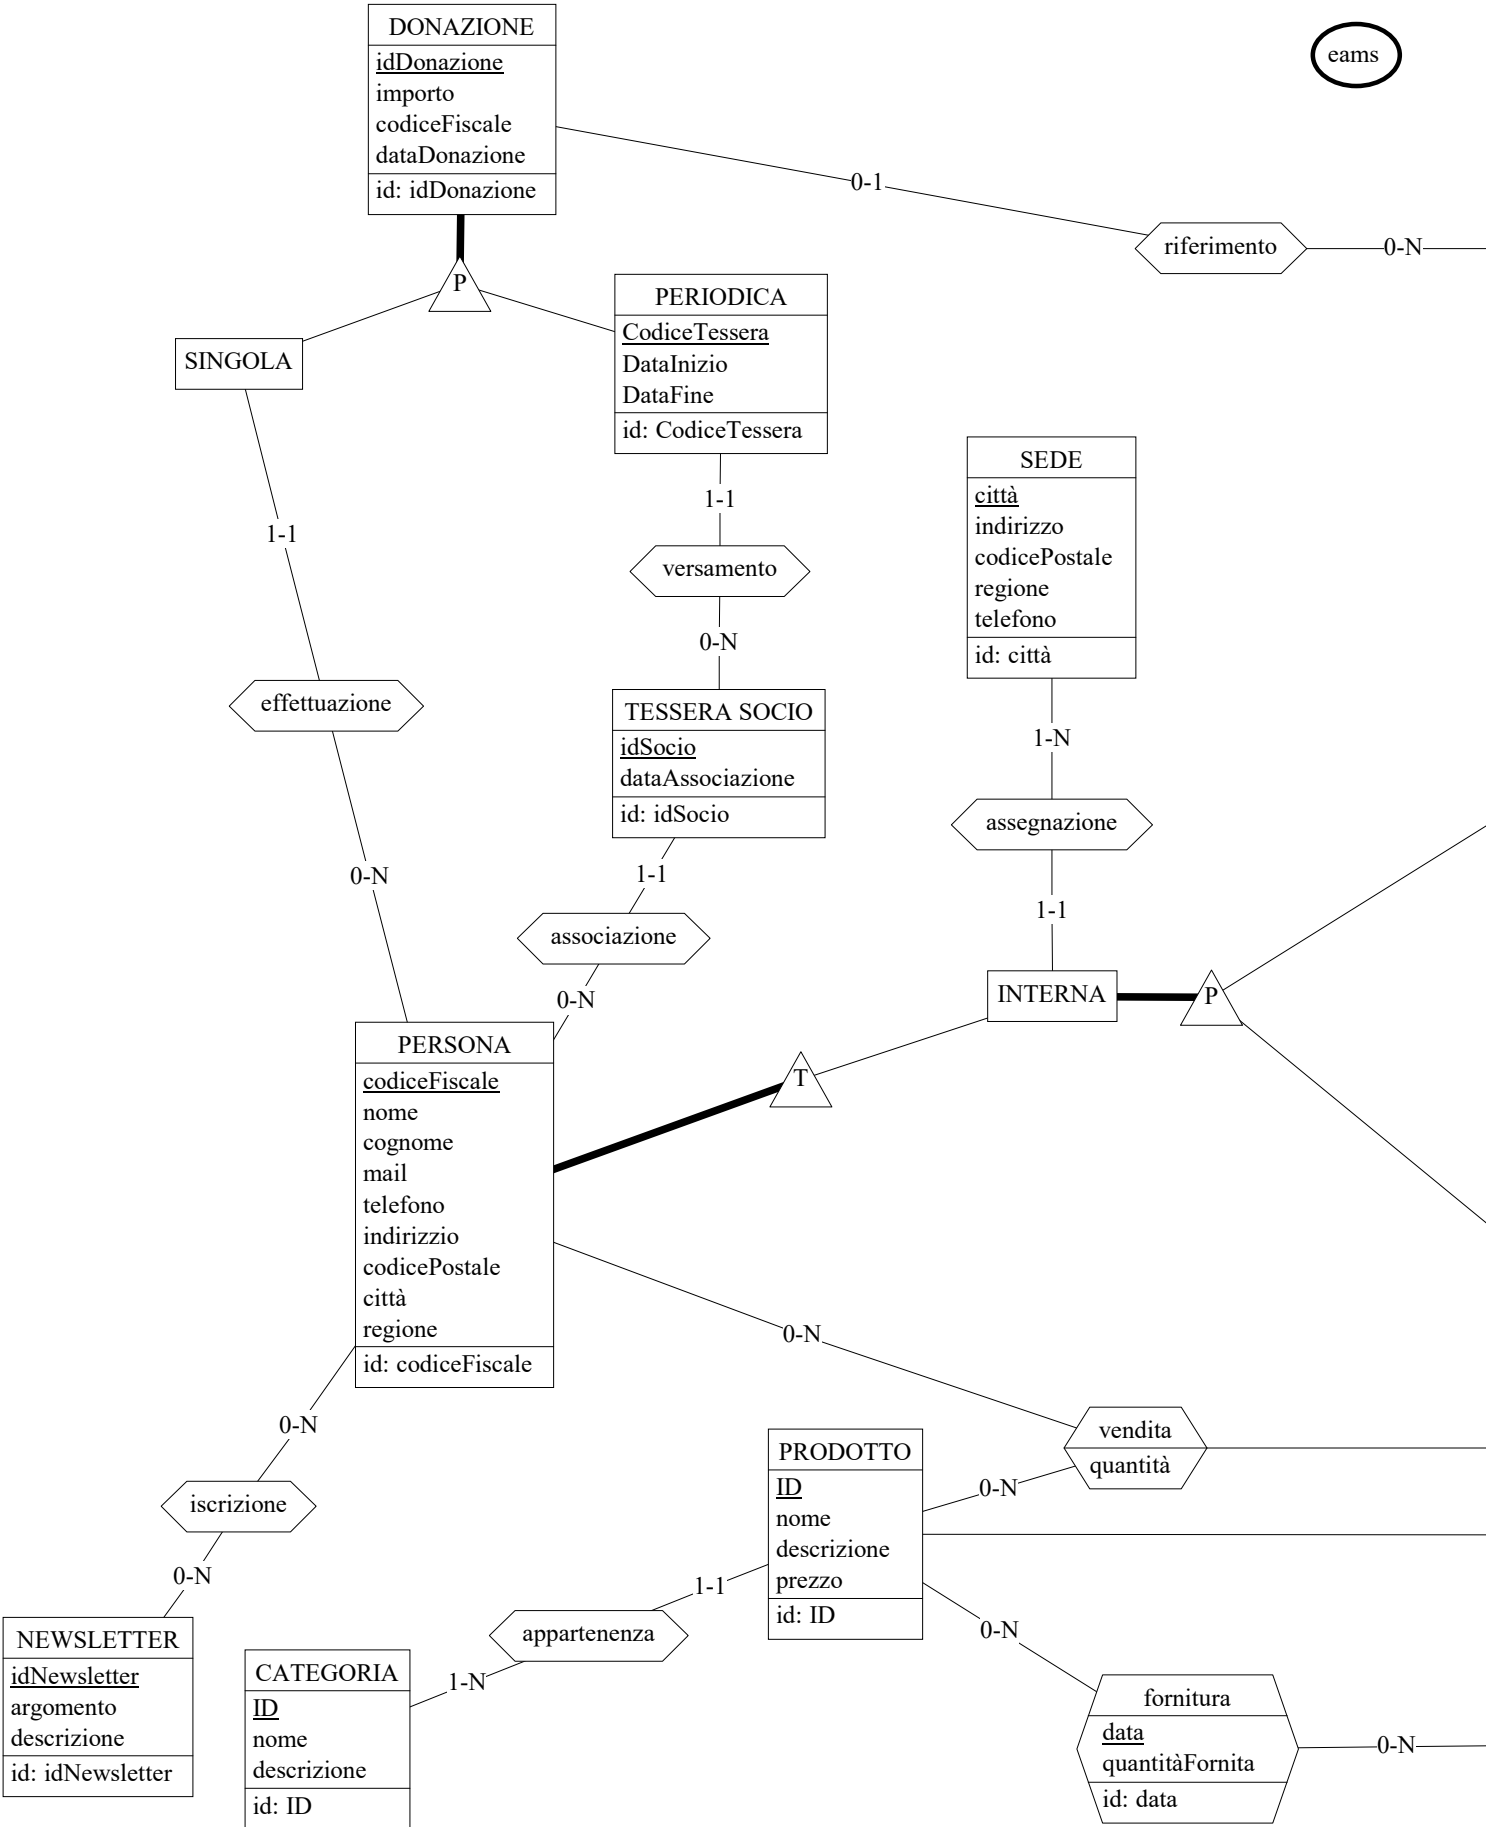 DONAZIONE
idDonazione
importo
codiceFiscale
dataDonazione
id: idDonazione
eams
0-1
riferimento
0-N
P
SINGOLA
PERIODICA
CodiceTessera
DataInizio
DataFine
id: CodiceTessera
1-1
1-1
versamento
0-N
SEDE
città
indirizzo
codicePostale
regione
telefono
id: città
effettuazione
TESSERA SOCIO
idSocio
dataAssociazione
id: idSocio
1-N
assegnazione
0-N
1-1
associazione
0-N
1-1
INTERNA
P
T
PERSONA
codiceFiscale
nome
cognome
mail
telefono
indirizzio
codicePostale
città
regione
id: codiceFiscale
0-N
0-N
iscrizione
0-N
vendita
quantità
PRODOTTO
ID
nome
descrizione
prezzo
id: ID
0-N
1-1
appartenenza
1-N
0-N
NEWSLETTER
idNewsletter
argomento
descrizione
id: idNewsletter
CATEGORIA
ID
nome
descrizione
id: ID
fornitura
data
quantitàFornita
id: data
0-N